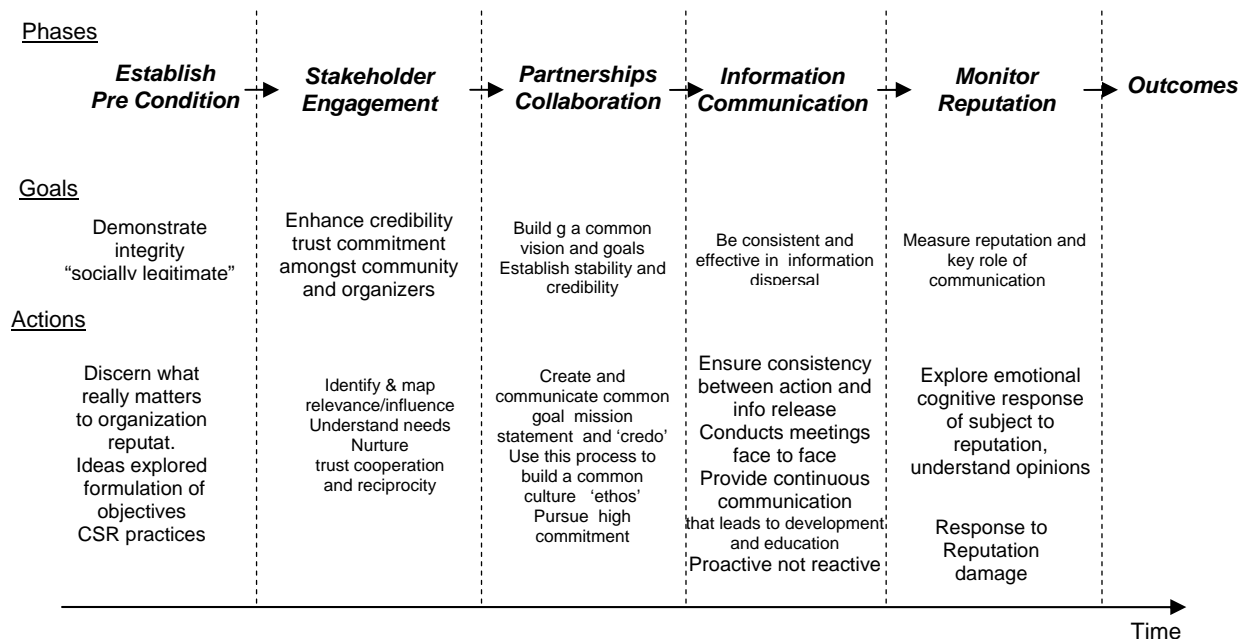 Phases
Establish
Pre Condition
Stakeholder
Engagement
Partnerships
Collaboration
Information
Communication
Monitor
Reputation
Outcomes
Goals
Demonstrate
integrity
“socially legitimate”
Enhance credibility
trust commitment
amongst community
and organizers
Build g a common
vision and goals
Establish stability and
credibility
Be consistent and
effective in information
dispersal
Measure reputation and
key role of
communication
Actions
Discern what
really matters
to organization
reputat.
Ideas explored
formulation of
objectives
CSR practices
Identify & map
relevance/influence
Understand needs
Nurture
trust cooperation
and reciprocity
Create and
communicate common
goal mission
statement and ‘credo’
Use this process to
build a common
culture ‘ethos’
Pursue high
commitment
Ensure consistency
between action and
info release
Conducts meetings
face to face
Provide continuous
communication
that leads to development
and education
Proactive not reactive
Explore emotional
cognitive response
of subject to
reputation,
understand opinions
Response to
Reputation
damage
Time